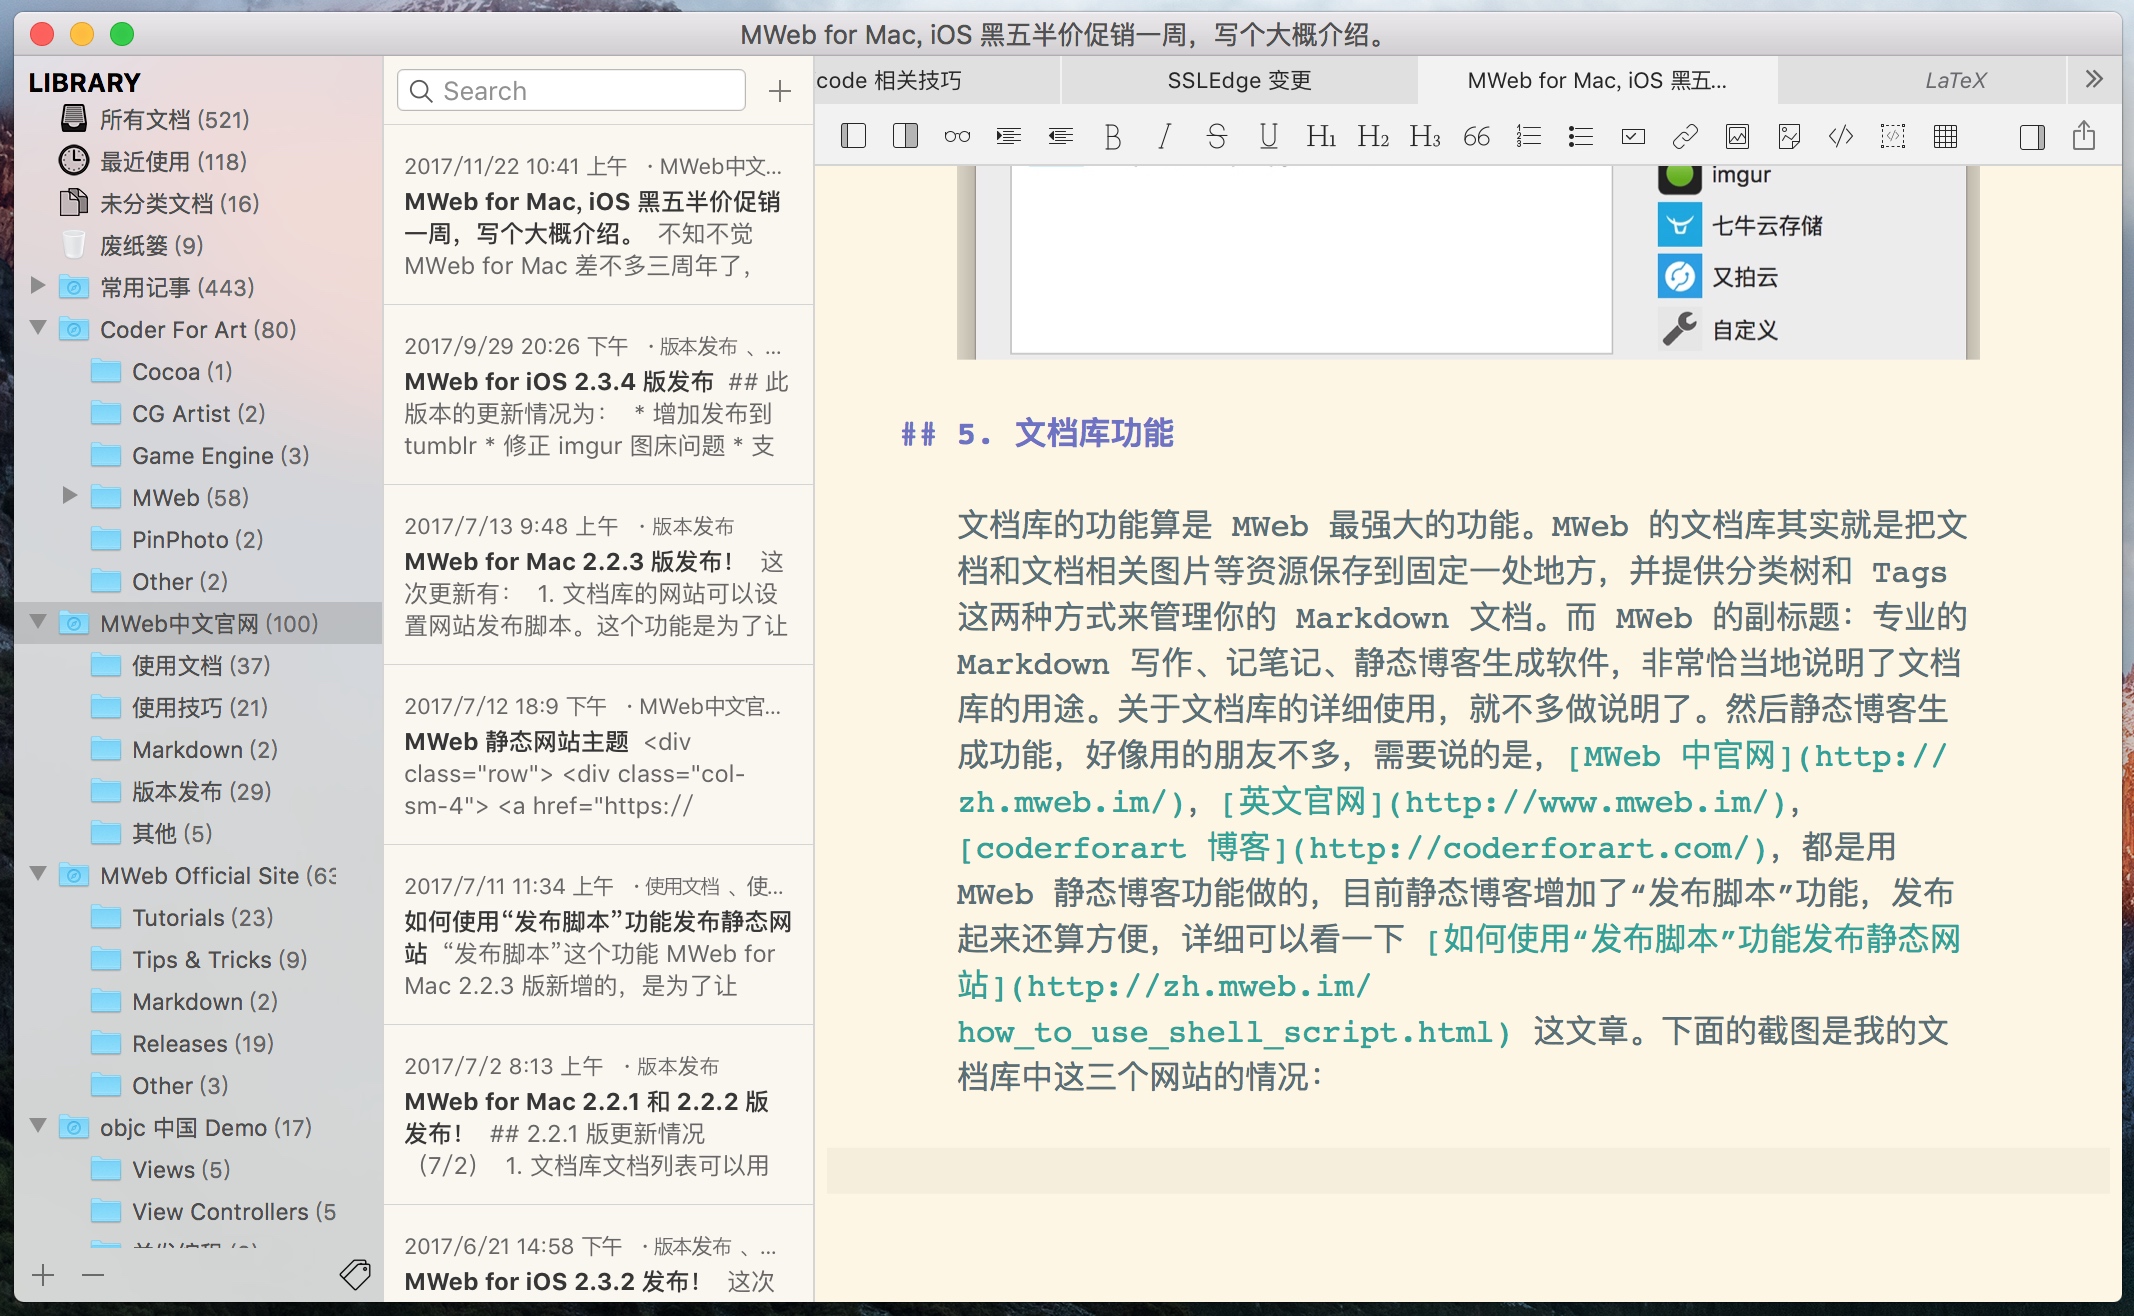 MWeb for Mac, iOS 黑五半价促销一周，写个大概介绍。
LIBRARY
所有文档 (521)
最近使用 (118)
未分类文档 (16)
废纸篓 (9)
常用记事 (443)
Coder For Art (80)
Cocoa (1)
CG Artist (2)
Game Engine (3)
MWeb (58)
PinPhoto (2)
Other (2)
MWeb中文官网 (100)
使用文档 (37)
使用技巧 (21)
Markdown (2)
版本发布 (29)
其他 (5)
MWeb Official Site (63
Tutorials (23)
Tips & Tricks (9)
Markdown (2)
Releases (19)
Other (3)
objc 中国 Demo (17)
Views (5)
View Controllers (5
Search
2017/11/22 10:41 上午 · MWeb中文...
MWeb for Mac, iOS 黑五半价促销
一周，写个大概介绍。 不知不觉
MWeb for Mac 差不多三周年了，
2017/9/29 20:26 下午 · 版本发布 、...
MWeb for iOS 2.3.4 版发布 ## 此
版本的更新情况为： * 增加发布到
tumblr * 修正 imgur 图床问题 * 支
2017/7/13 9:48 上午 · 版本发布
MWeb for Mac 2.2.3 版发布！ 这
次更新有： 1. 文档库的网站可以设
置网站发布脚本。这个功能是为了让
2017/7/12 18:9 下午 · MWeb中文官...
MWeb 静态网站主题 <div
class="row"> <div class="col-
sm-4"> <a href="https://
2017/7/11 11:34 上午 · 使用文档 、使...
如何使用“发布脚本”功能发布静态网
站 “发布脚本”这个功能 MWeb for
Mac 2.2.3 版新增的，是为了让
2017/7/2 8:13 上午 · 版本发布
MWeb for Mac 2.2.1 和 2.2.2 版
发布！ ## 2.2.1 版更新情况
（7/2） 1. 文档库文档列表可以用
2017/6/21 14:58 下午 · 版本发布 、...
MWeb for iOS 2.3.2 发布！ 这次
code 相关技巧
SSLEdge 变更
MWeb for Mac, iOS 黑五...
LaTeX
B I S U H1 H2 H3 66
imgur
七牛云存储
又拍云
自定义
## 5. 文档库功能
文档库的功能算是 MWeb 最强大的功能。MWeb 的文档库其实就是把文
档和文档相关图片等资源保存到固定一处地方，并提供分类树和 Tags
这两种方式来管理你的 Markdown 文档。而 MWeb 的副标题：专业的
Markdown 写作、记笔记、静态博客生成软件，非常恰当地说明了文档
库的用途。关于文档库的详细使用，就不多做说明了。然后静态博客生
成功能，好像用的朋友不多，需要说的是，[MWeb 中官网](http://
zh.mweb.im/)，[英文官网](http://www.mweb.im/)，
[coderforart 博客](http://coderforart.com/)，都是用
MWeb 静态博客功能做的，目前静态博客增加了“发布脚本”功能，发布
起来还算方便，详细可以看一下 [如何使用“发布脚本”功能发布静态网
站](http://zh.mweb.im/
how_to_use_shell_script.html) 这文章。下面的截图是我的文
档库中这三个网站的情况：